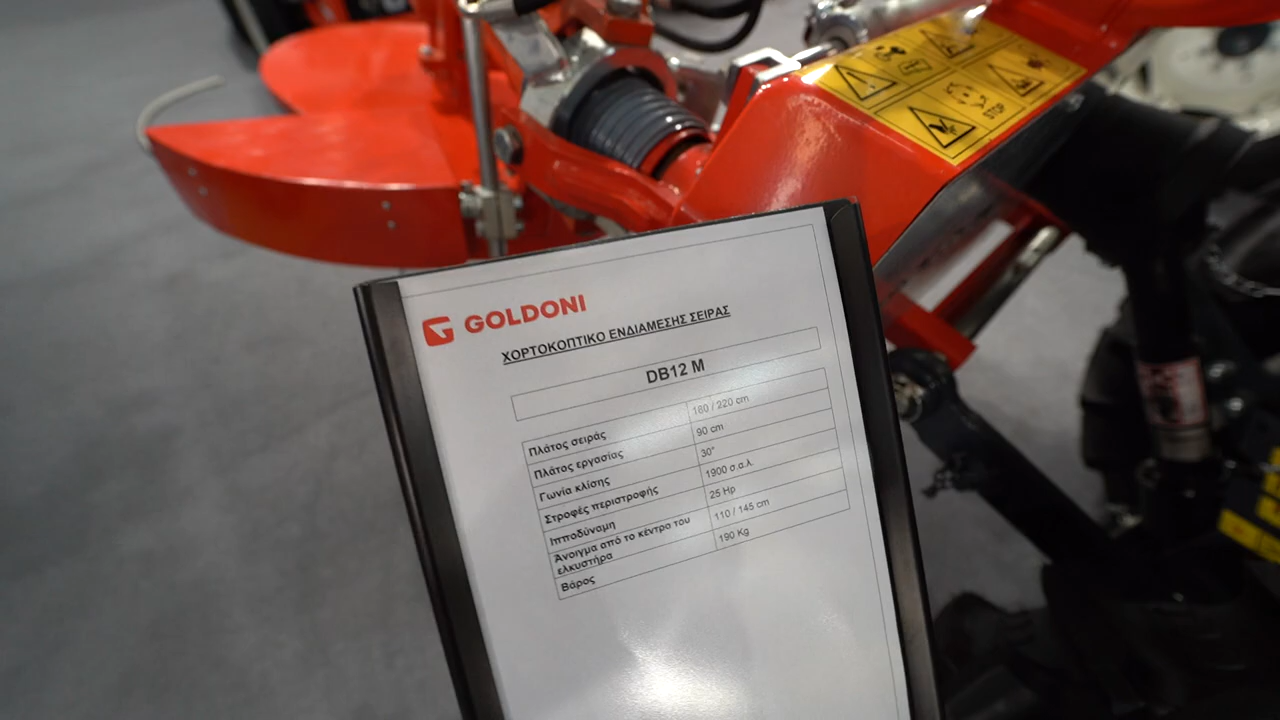 STOP
GOLDONI
ΧΟΡΤΟΚΟΠΤΙΚΟ ΕΝΔΙΑΜΕΣΗΣ ΣΕΙΡΑΣ
DB12 M
Πλάτος σειράς 180 / 220 cm
Πλάτος εργασίας 90 cm
Γωνία κλίσης 30°
Στροφές περιστροφής 1900 σ.α.λ.
Ιπποδύναμη 25 Hp
Άνοιγμα από το κέντρο του 110 / 145 cm
ελκυστήρα
Βάρος 190 Kg